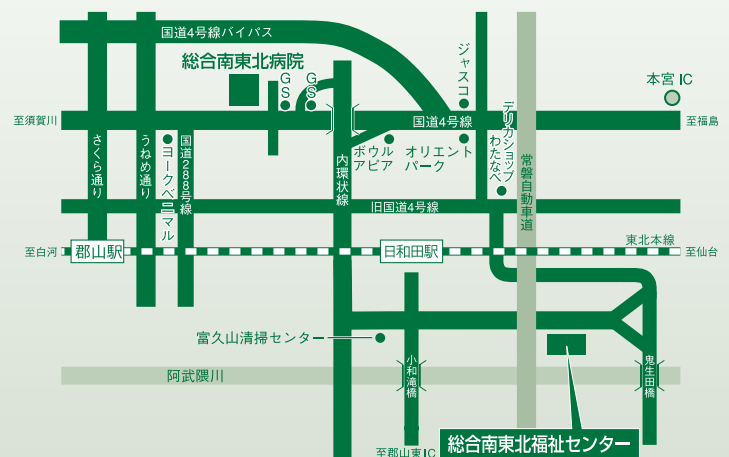 国道4号線バイパス
総合南東北病院
GS
GS
ジャスコ
本宮 IC
至須賀川
国道4号線
至福島
さくら通り
うねめ通り
ヨークベニマル
国道288号線
内環状線
ボウル
アピア
オリエント
パーク
デリカショップ
わたなべ
常磐自動車道
旧国道4号線
東北本線
至白河
郡山駅
日和田駅
至仙台
富久山清掃センター
阿武隈川
小和滝橋
鬼生田橋
至郡山東IC
総合南東北福祉センター